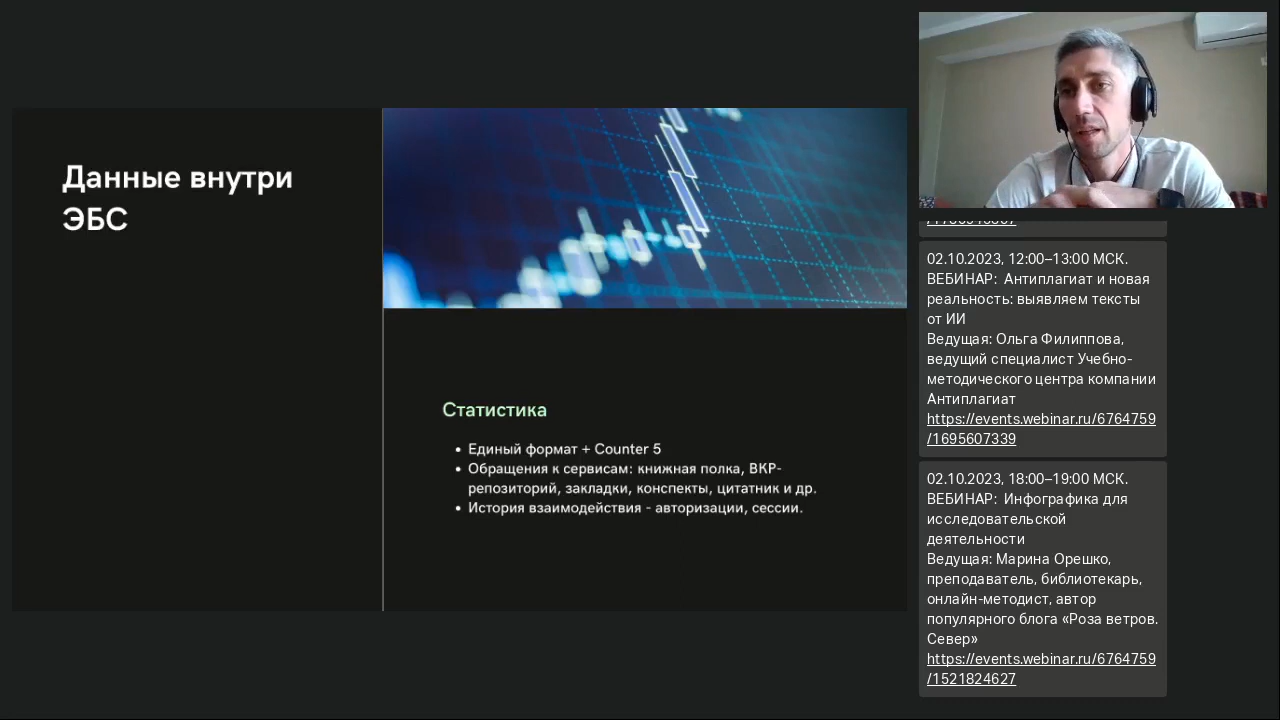 Данные внутри
ЭБС
Статистика
• Единый формат + Counter 5
• Обращения к сервисам: книжная полка, ВКР-
репозиторий, закладки, конспекты, цитатник и др.
• История взаимодействия - авторизации, сессии.
02.10.2023, 12:00–13:00 МСК.
ВЕБИНАР: Антиплагиат и новая
реальность: выявляем тексты
от ИИ
Ведущая: Ольга Филиппова,
ведущий специалист Учебно-
методического центра компании
Антиплагиат
https://events.webinar.ru/6764759
/1695607339
02.10.2023, 18:00–19:00 МСК.
ВЕБИНАР: Инфографика для
исследовательской
деятельности
Ведущая: Марина Орешко,
преподаватель, библиотекарь,
онлайн-методист, автор
популярного блога «Роза ветров.
Север»
https://events.webinar.ru/6764759
/1521824627